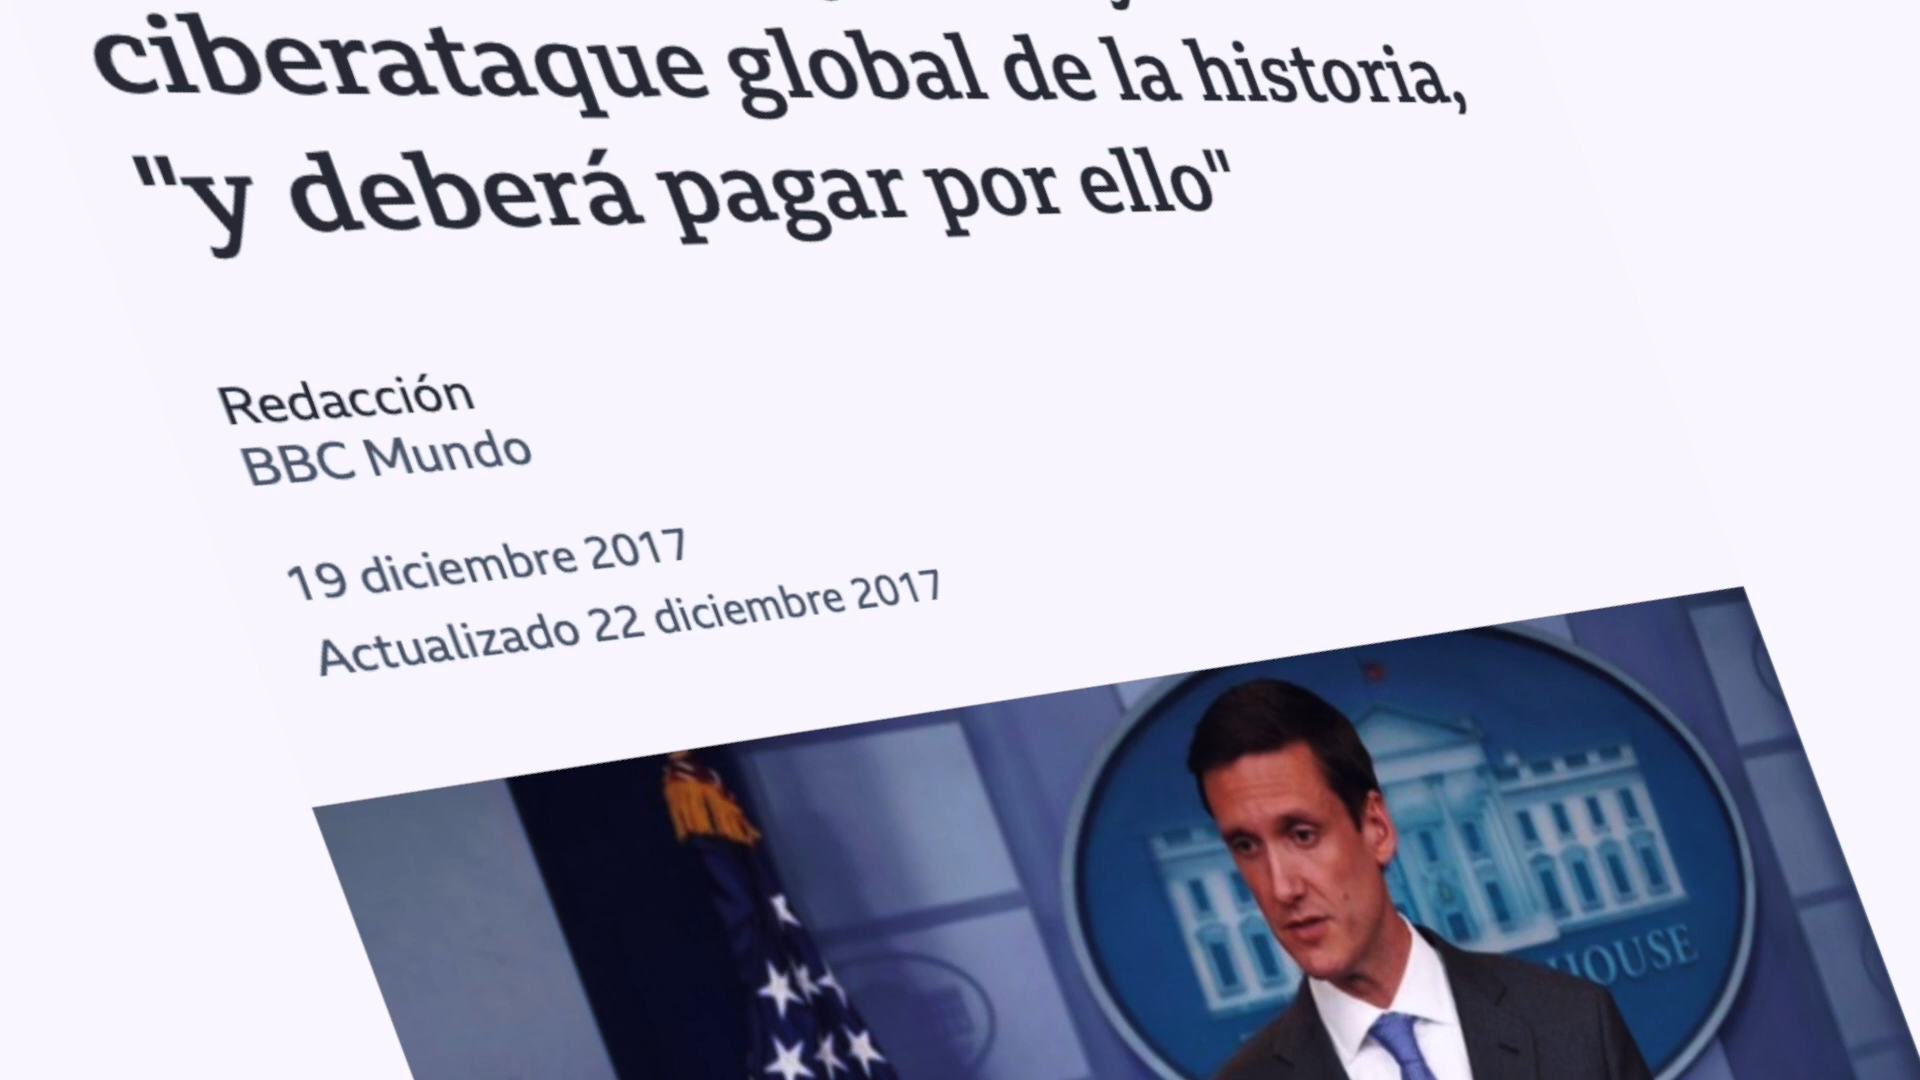 ciberataque global de la historia,
"y deberá pagar por ello"
Redacción
BBC Mundo
19 diciembre 2017
Actualizado 22 diciembre 2017
HOUSE